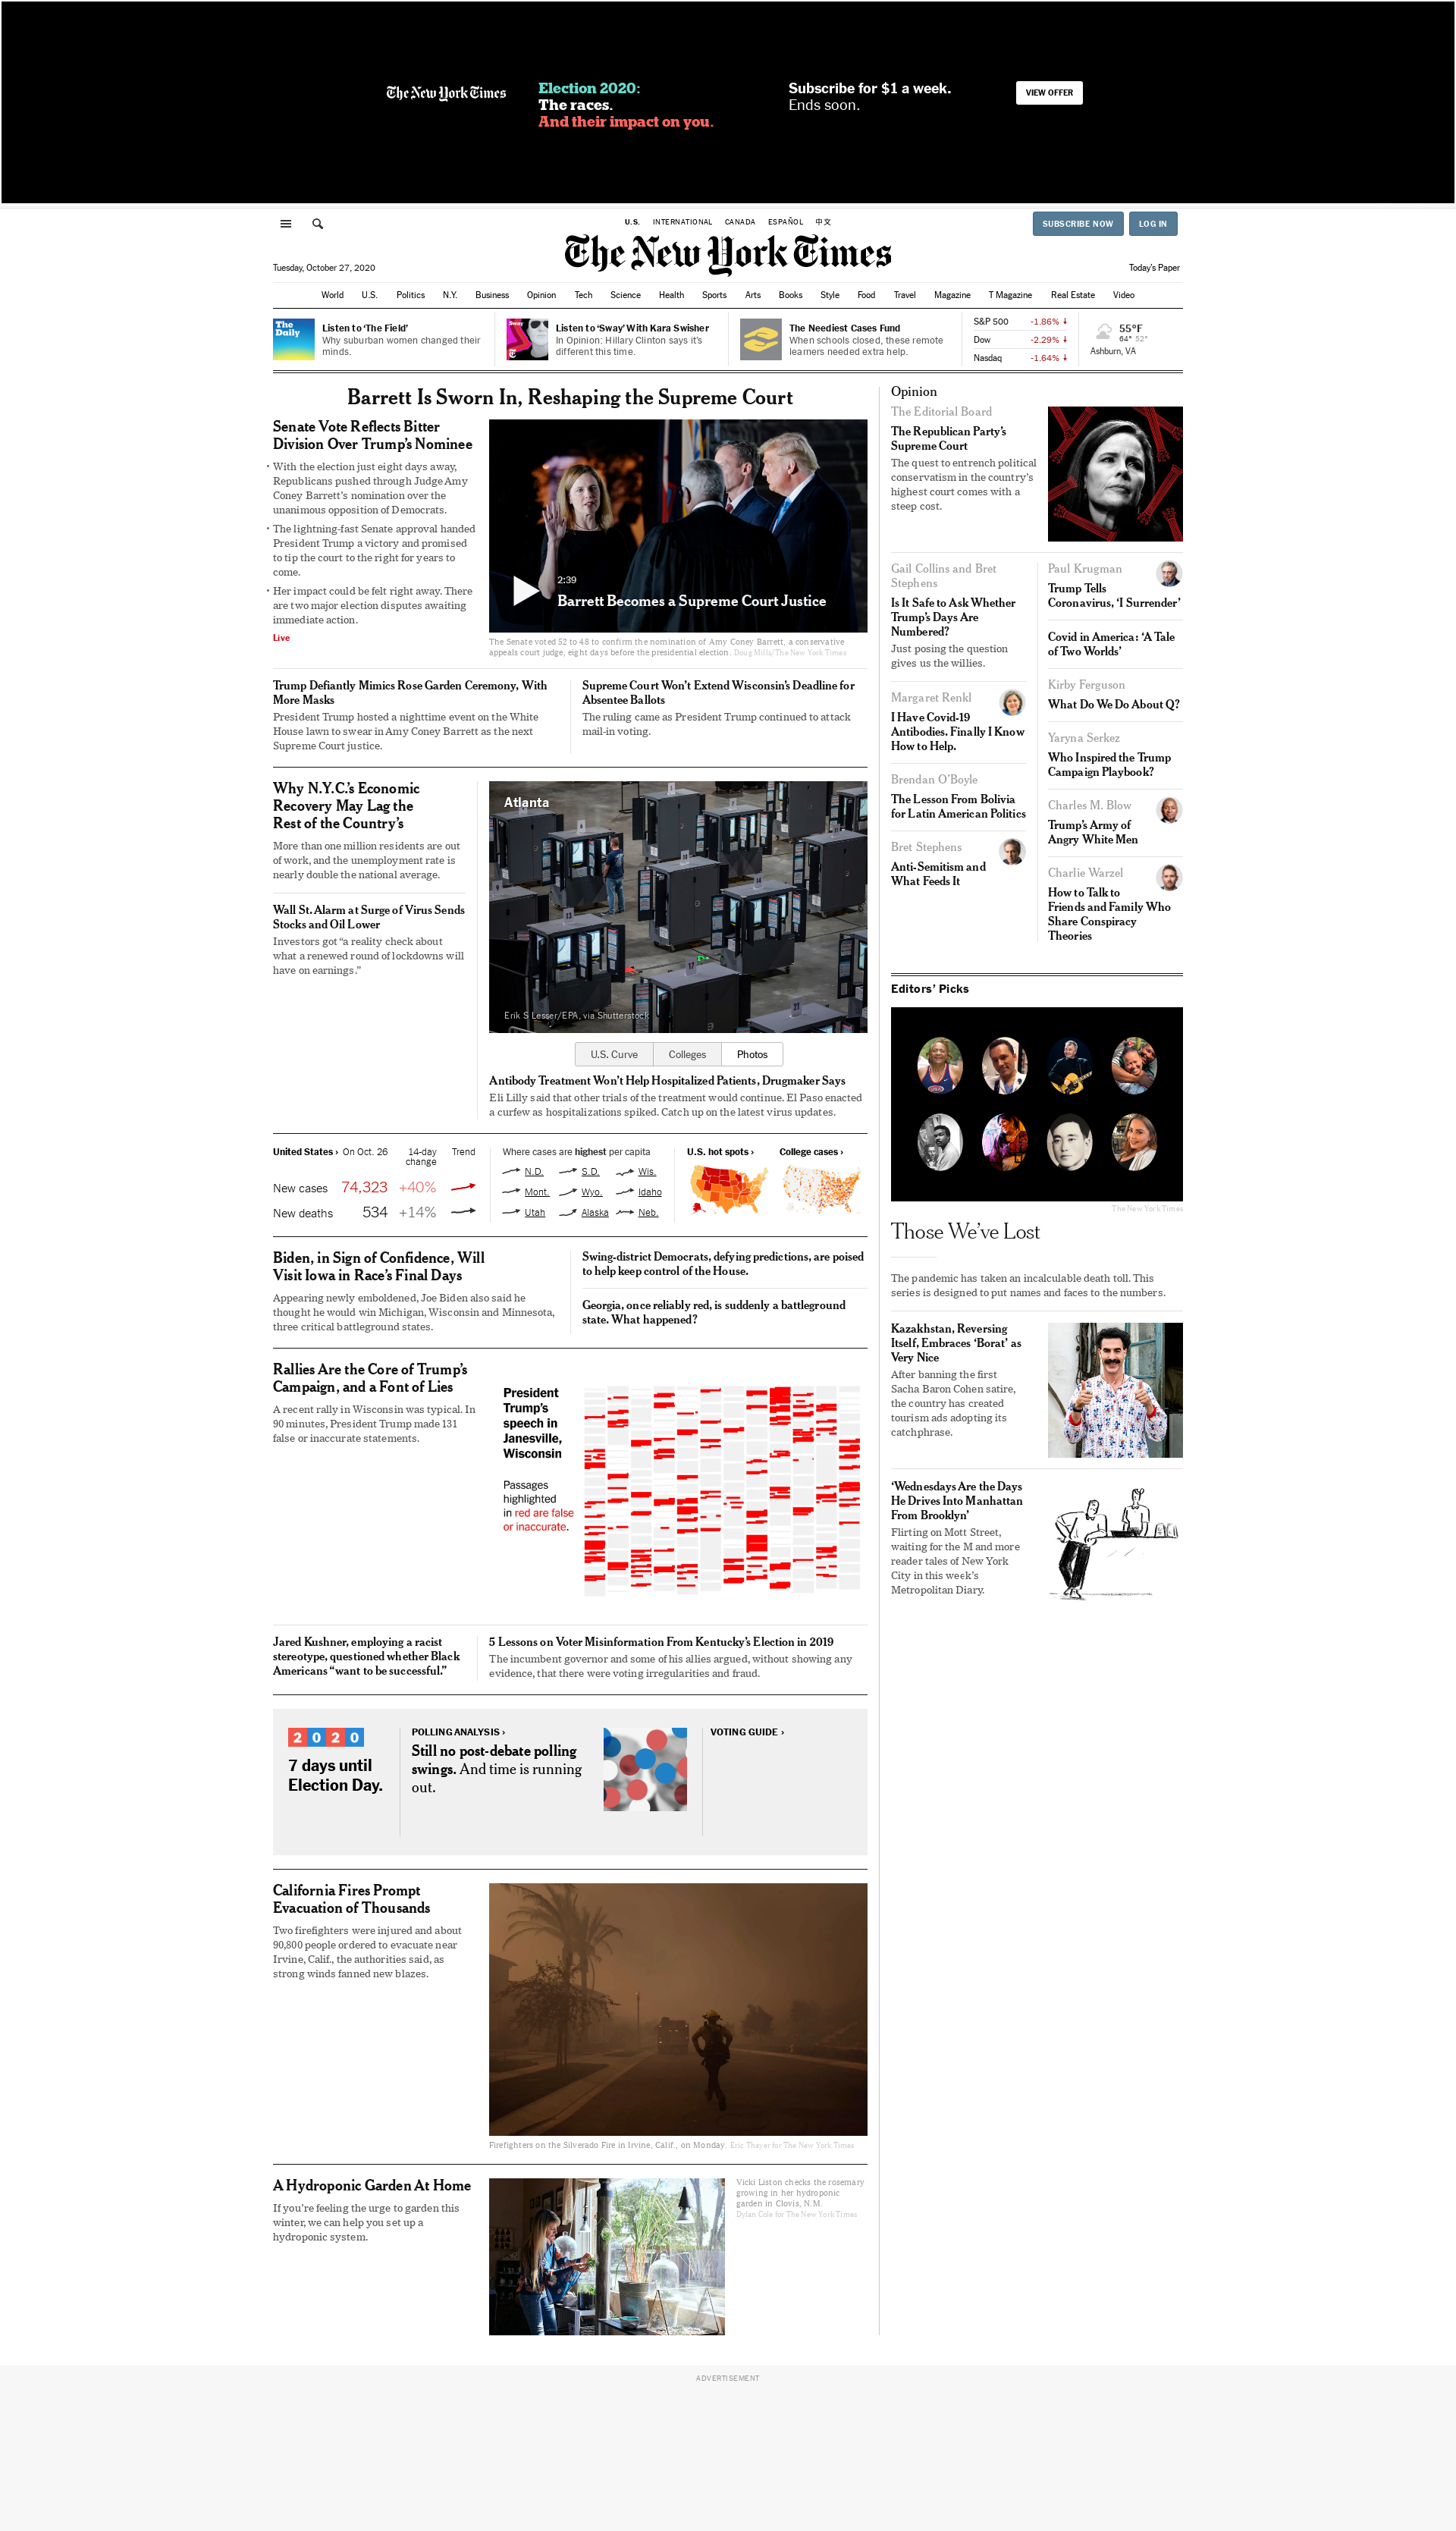 The New York Times
Election 2020:
The races.
And their impact on you.
Subscribe for $1 a week.
Ends soon.
VIEW OFFER
U.S. INTERNATIONAL CANADA ESPAÑOL 中文
SUBSCRIBE NOW LOG IN
The New York Times
Tuesday, October 27, 2020
Today's Paper
World U.S. Politics N.Y. Business Opinion Tech Science Health Sports Arts Books Style Food Travel Magazine T Magazine Real Estate Video
The
Daily
Listen to ‘The Field’
Why suburban women changed their
minds.
Sway
Listen to ‘Sway’ With Kara Swisher
In Opinion: Hillary Clinton says it's
different this time.
The Neediest Cases Fund
When schools closed, these remote
learners needed extra help.
S&P 500 -1.86%
Dow -2.29%
Nasdaq -1.64%
55°F
64° 52°
Ashburn, VA
Barrett Is Sworn In, Reshaping the Supreme Court
Senate Vote Reflects Bitter
Division Over Trump’s Nominee
With the election just eight days away,
Republicans pushed through Judge Amy
Coney Barrett’s nomination over the
unanimous opposition of Democrats.
The lightning-fast Senate approval handed
President Trump a victory and promised
to tip the court to the right for years to
come.
Her impact could be felt right away. There
are two major election disputes awaiting
immediate action.
Live
2:39
Barrett Becomes a Supreme Court Justice
The Senate voted 52 to 48 to confirm the nomination of Amy Coney Barrett, a conservative
appeals court judge, eight days before the presidential election. Doug Mills/The New York Times
Trump Defiantly Mimics Rose Garden Ceremony, With
More Masks
President Trump hosted a nighttime event on the White
House lawn to swear in Amy Coney Barrett as the next
Supreme Court justice.
Supreme Court Won’t Extend Wisconsin’s Deadline for
Absentee Ballots
The ruling came as President Trump continued to attack
mail-in voting.
Why N.Y.C.’s Economic
Recovery May Lag the
Rest of the Country’s
More than one million residents are out
of work, and the unemployment rate is
nearly double the national average.
Wall St. Alarm at Surge of Virus Sends
Stocks and Oil Lower
Investors got “a reality check about
what a renewed round of lockdowns will
have on earnings.”
Atlanta
Erik S Lesser/EPA, via Shutterstock
U.S. Curve Colleges Photos
Antibody Treatment Won’t Help Hospitalized Patients, Drugmaker Says
Eli Lilly said that other trials of the treatment would continue. El Paso enacted
a curfew as hospitalizations spiked. Catch up on the latest virus updates.
United States › On Oct. 26 14-day
change Trend
New cases 74,323 +40%
New deaths 534 +14%
Where cases are highest per capita
N.D. S.D. Wis.
Mont. Wyo. Idaho
Utah Alaska Neb.
U.S. hot spots › College cases ›
Biden, in Sign of Confidence, Will
Visit Iowa in Race’s Final Days
Appearing newly emboldened, Joe Biden also said he
thought he would win Michigan, Wisconsin and Minnesota,
three critical battleground states.
Swing-district Democrats, defying predictions, are poised
to help keep control of the House.
Georgia, once reliably red, is suddenly a battleground
state. What happened?
Rallies Are the Core of Trump’s
Campaign, and a Font of Lies
A recent rally in Wisconsin was typical. In
90 minutes, President Trump made 131
false or inaccurate statements.
President
Trump’s
speech in
Janesville,
Wisconsin
Passages
highlighted
in red are false
or inaccurate.
Jared Kushner, employing a racist
stereotype, questioned whether Black
Americans “want to be successful.”
5 Lessons on Voter Misinformation From Kentucky’s Election in 2019
The incumbent governor and some of his allies argued, without showing any
evidence, that there were voting irregularities and fraud.
2020
7 days until
Election Day.
POLLING ANALYSIS ›
Still no post-debate polling
swings. And time is running
out.
VOTING GUIDE ›
California Fires Prompt
Evacuation of Thousands
Two firefighters were injured and about
90,800 people ordered to evacuate near
Irvine, Calif., the authorities said, as
strong winds fanned new blazes.
Firefighters on the Silverado Fire in Irvine, Calif., on Monday. Eric Thayer for The New York Times
A Hydroponic Garden At Home
If you’re feeling the urge to garden this
winter, we can help you set up a
hydroponic system.
Vicki Liston checks the rosemary
growing in her hydroponic
garden in Clovis, N.M.
Dylan Cole for The New York Times
Opinion
The Editorial Board
The Republican Party’s
Supreme Court
The quest to entrench political
conservatism in the country’s
highest court comes with a
steep cost.
Gail Collins and Bret
Stephens
Is It Safe to Ask Whether
Trump’s Days Are
Numbered?
Just posing the question
gives us the willies.
Margaret Renkl
I Have Covid-19
Antibodies. Finally I Know
How to Help.
Brendan O’Boyle
The Lesson From Bolivia
for Latin American Politics
Bret Stephens
Anti-Semitism and
What Feeds It
Paul Krugman
Trump Tells
Coronavirus, ‘I Surrender’
Covid in America: ‘A Tale
of Two Worlds’
Kirby Ferguson
What Do We Do About Q?
Yaryna Serkez
Who Inspired the Trump
Campaign Playbook?
Charles M. Blow
Trump’s Army of
Angry White Men
Charlie Warzel
How to Talk to
Friends and Family Who
Share Conspiracy
Theories
Editors’ Picks
The New York Times
Those We’ve Lost
The pandemic has taken an incalculable death toll. This
series is designed to put names and faces to the numbers.
Kazakhstan, Reversing
Itself, Embraces ‘Borat’ as
Very Nice
After banning the first
Sacha Baron Cohen satire,
the country has created
tourism ads adopting its
catchphrase.
‘Wednesdays Are the Days
He Drives Into Manhattan
From Brooklyn’
Flirting on Mott Street,
waiting for the M and more
reader tales of New York
City in this week’s
Metropolitan Diary.
ADVERTISEMENT